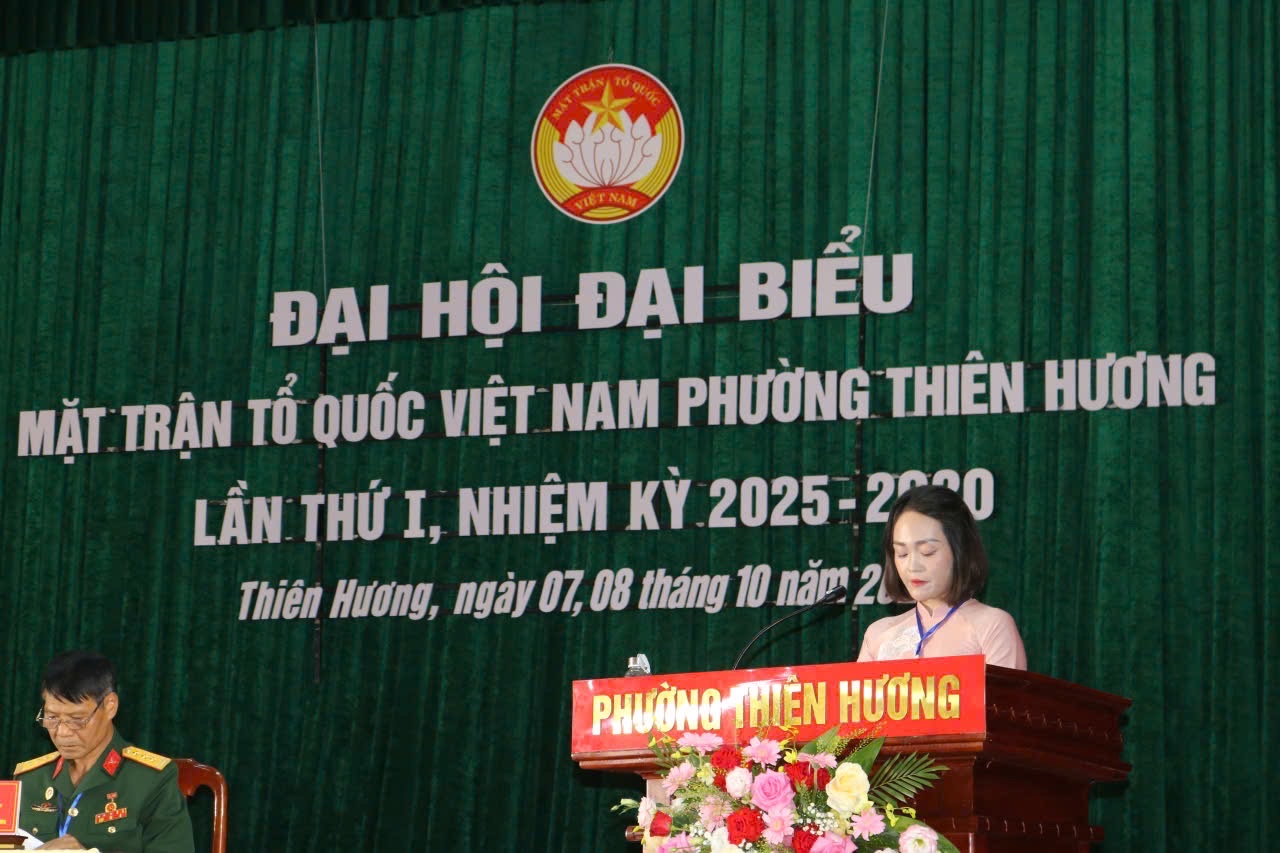 MẶT TRẬN TỔ QUỐC
VIỆT NAM
ĐẠI HỘI ĐẠI BIỂU
MẶT TRẬN TỔ QUỐC VIỆT NAM PHƯỜNG THIÊN HƯƠNG
LẦN THỨ I, NHIỆM KỲ 2025 - 2030
Thiên Hương, ngày 07, 08 tháng 10 năm
PHƯỜNG THIÊN HƯƠNG